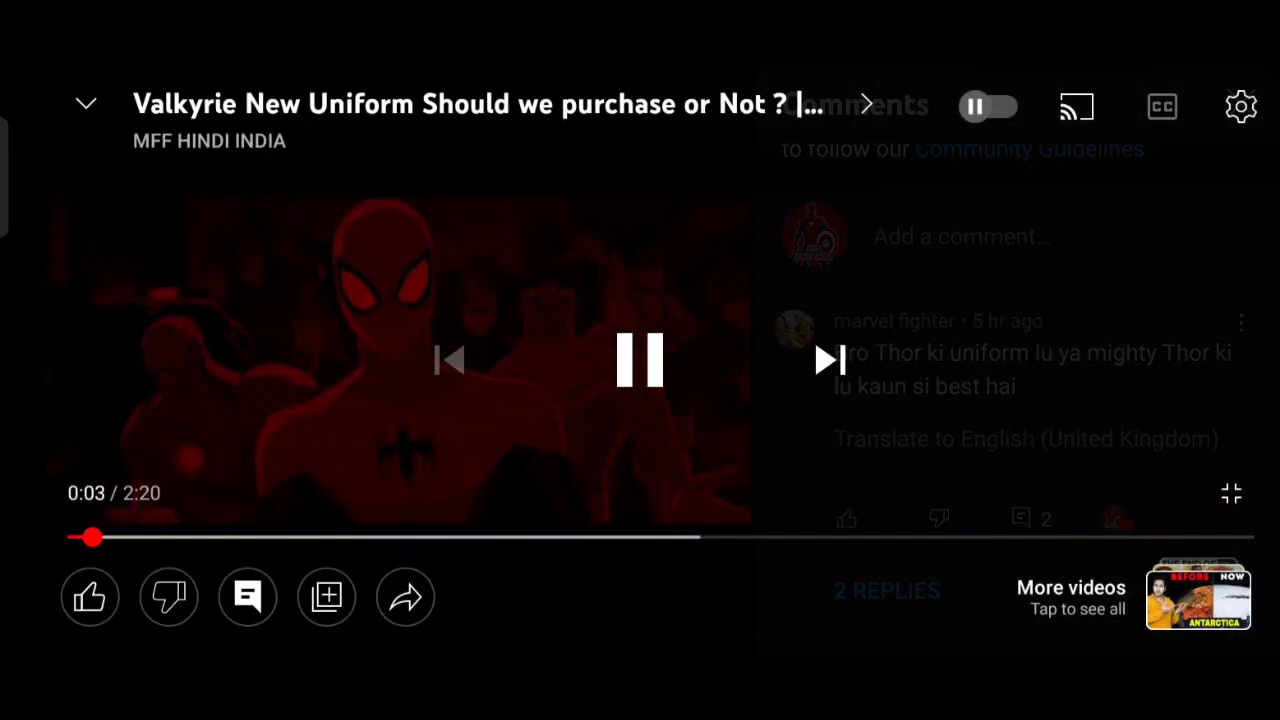 Valkyrie New Uniform Should we purchase or Not ? |...
MFF HINDI INDIA
Comments
CC
to follow our Community Guidelines
Add a comment...
marvel fighter • 5 hr ago
Bro Thor ki uniform lu ya mighty Thor ki
lu kaun si best hai
Translate to English (United Kingdom)
0:03 / 2:20
2
2 REPLIES
More videos
Tap to see all
BEFORE NOW
ANTARCTICA